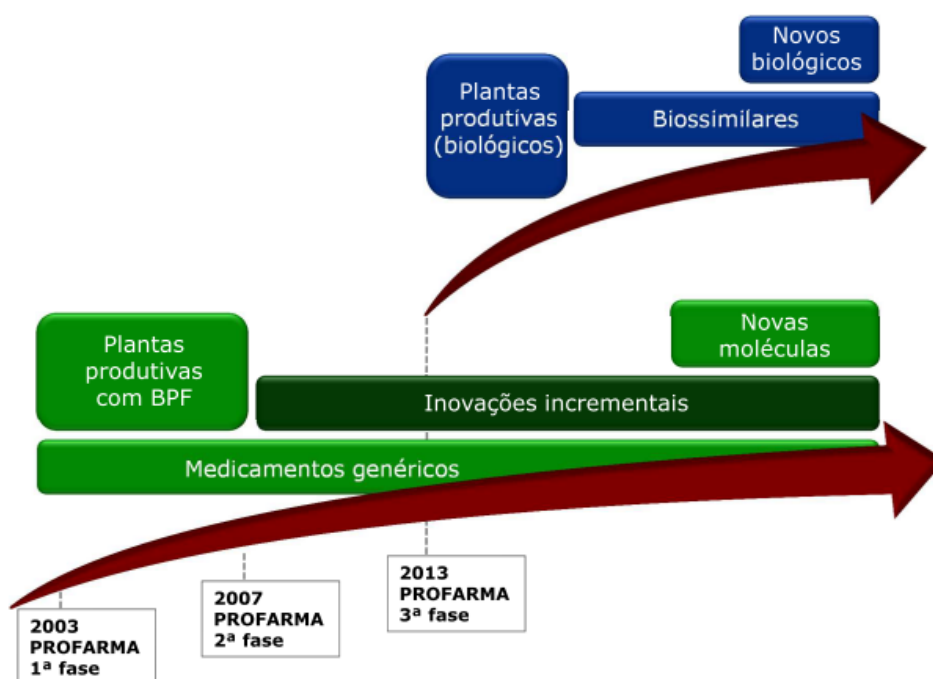 Novos
biológicos
Plantas
produtivas
(biológicos)
Biossimilares
Novas
moléculas
Plantas
produtivas
com BPF
Inovações incrementais
Medicamentos genéricos
2003
PROFARMA
1ª fase
2007
PROFARMA
2ª fase
2013
PROFARMA
3ª fase